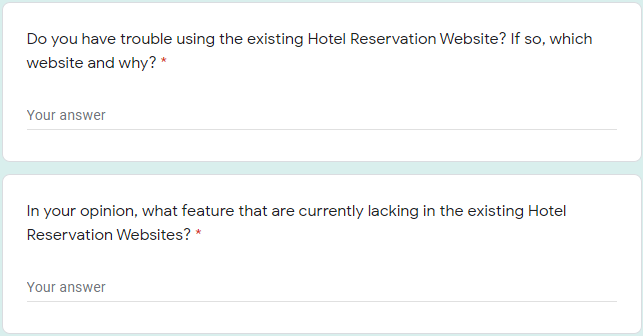 Do you have trouble using the existing Hotel Reservation Website? If so, which
website and why? *
Your answer
In your opinion, what feature that are currently lacking in the existing Hotel
Reservation Websites? *
Your answer